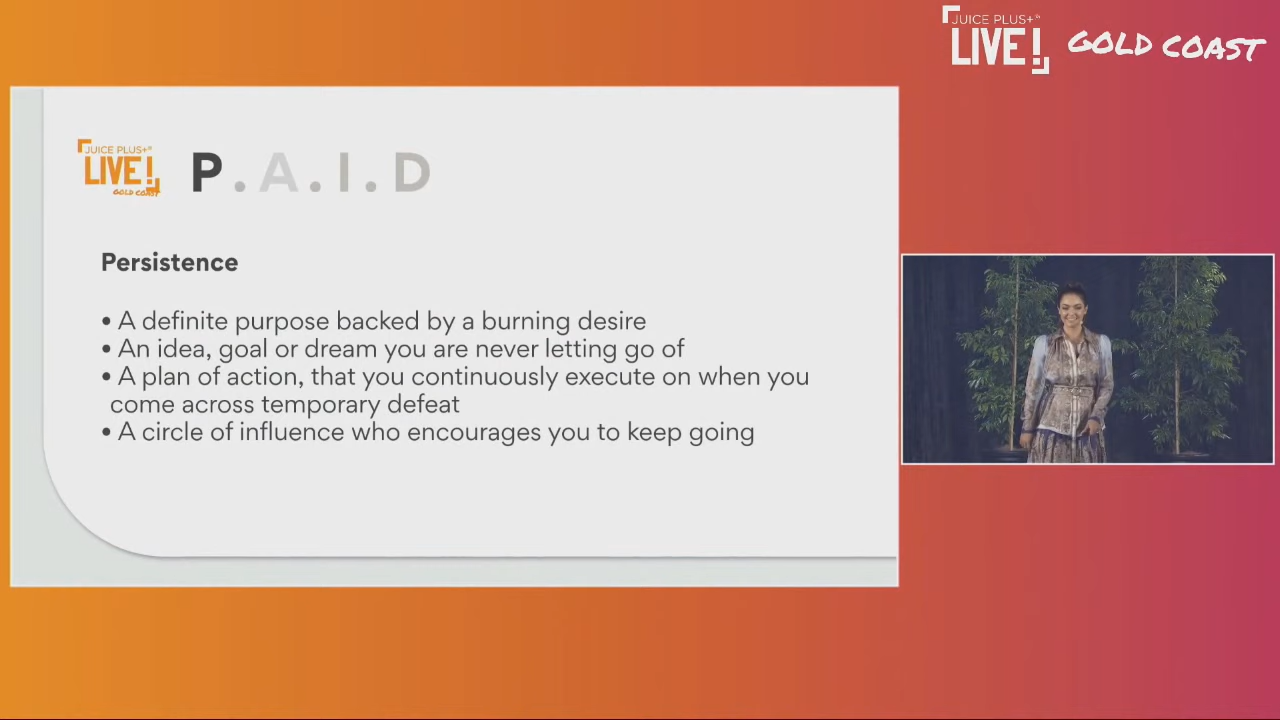 JUICE PLUS+®
LIVE!
GOLD COAST
JUICE PLUS+®
LIVE!
GOLD COAST
P.A.I.D
Persistence
• A definite purpose backed by a burning desire
• An idea, goal or dream you are never letting go of
• A plan of action, that you continuously execute on when you
come across temporary defeat
• A circle of influence who encourages you to keep going